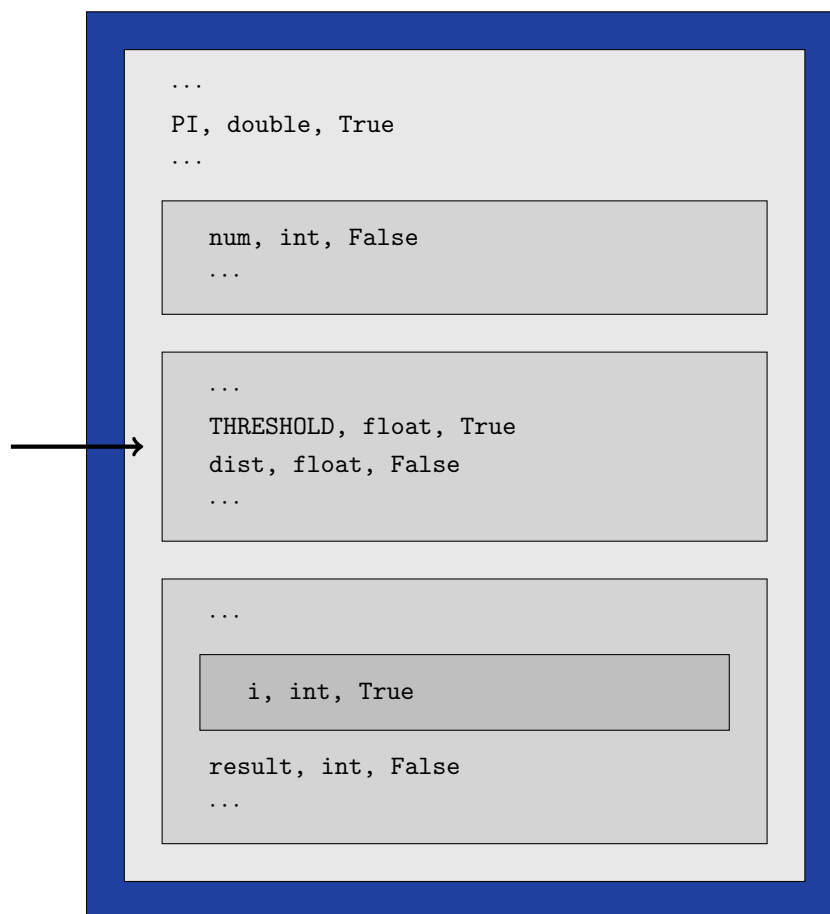 ...
PI, double, True
...
num, int, False
...
...
THRESHOLD, float, True
dist, float, False
...
...
i, int, True
result, int, False
...